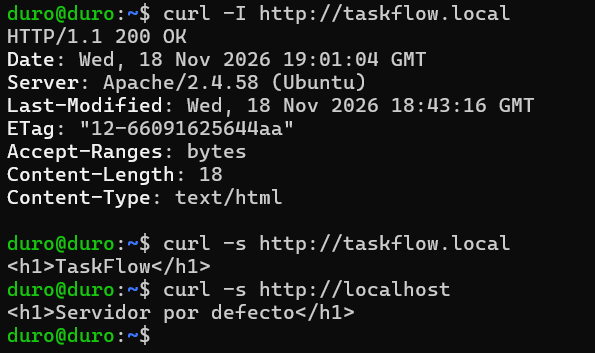 duro@duro:~$ curl -I http://taskflow.local
HTTP/1.1 200 OK
Date: Wed, 18 Nov 2026 19:01:04 GMT
Server: Apache/2.4.58 (Ubuntu)
Last-Modified: Wed, 18 Nov 2026 18:43:16 GMT
ETag: "12-66091625644aa"
Accept-Ranges: bytes
Content-Length: 18
Content-Type: text/html

duro@duro:~$ curl -s http://taskflow.local
<h1>TaskFlow</h1>
duro@duro:~$ curl -s http://localhost
<h1>Servidor por defecto</h1>
duro@duro:~$